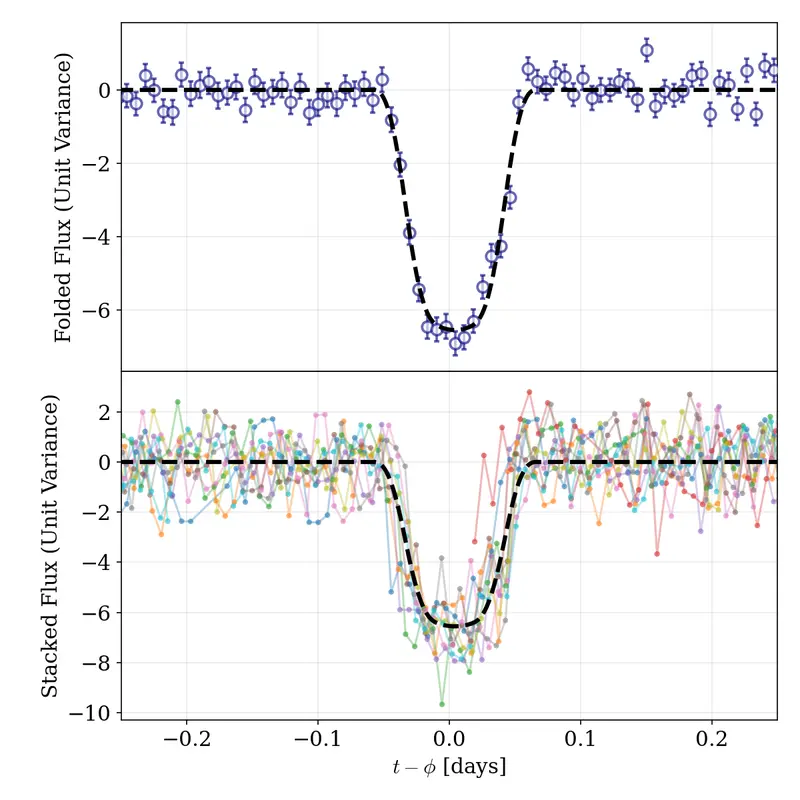 Folded Flux (Unit Variance)
0
−2
−4
−6
Stacked Flux (Unit Variance)
2
0
−2
−4
−6
−8
−10
−0.2 −0.1 0.0 0.1 0.2
t − ϕ [days]